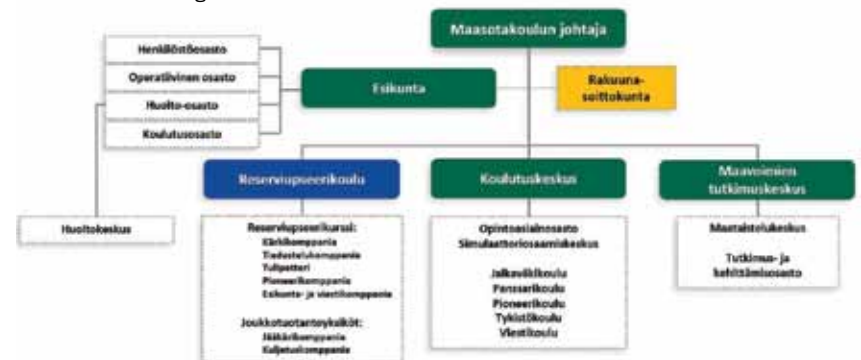 Maasotakoulun johtaja
Henkilöstöosasto
Operatiivinen osasto
Huolto-osasto
Koulutusosasto
Esikunta
Rakuuna-
soittokunta
Reserviupseerikoulu
Koulutuskeskus
Maavoimien
tutkimuskeskus
Huoltokeskus
Reserviupseerikurssi:
Kärkikomppania
Tiedustelukomppania
Tulipatteri
Pioneerikomppania
Esikunta- ja viestikomppania
Joukkotuotantoyksiköt:
Jääkärikomppania
Kuljetuskomppania
Opintoasiainosasto
Simulaattoriosaamiskeskus
Jalkaväkikoulu
Panssarikoulu
Pioneerikoulu
Tykistökoulu
Viestikoulu
Maataistelukeskus
Tutkimus- ja
kehittämisosasto